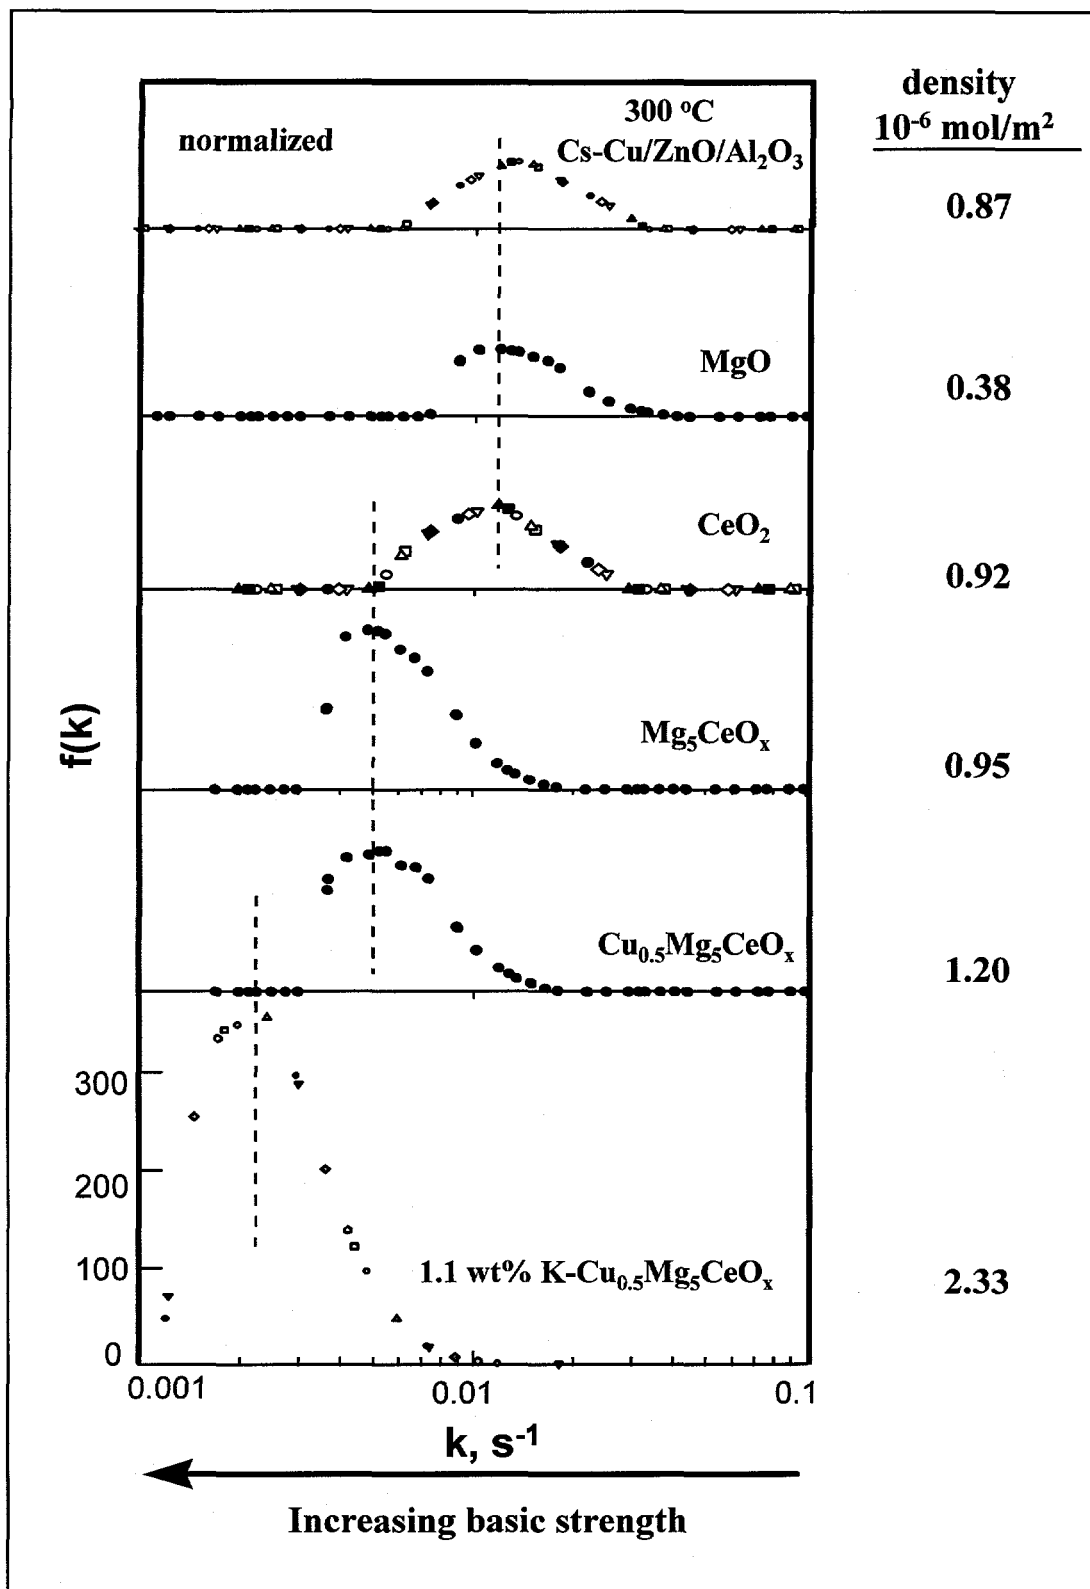 density
10⁻⁶ mol/m²
normalized
300 °C
Cs-Cu/ZnO/Al₂O₃
0.87
MgO
0.38
CeO₂
0.92
Mg₅CeOₓ
0.95
f(k)
Cu₀.₅Mg₅CeOₓ
1.20
300
200
100
0
1.1 wt% K-Cu₀.₅Mg₅CeOₓ
2.33
0.001
0.01
0.1
k, s⁻¹
Increasing basic strength